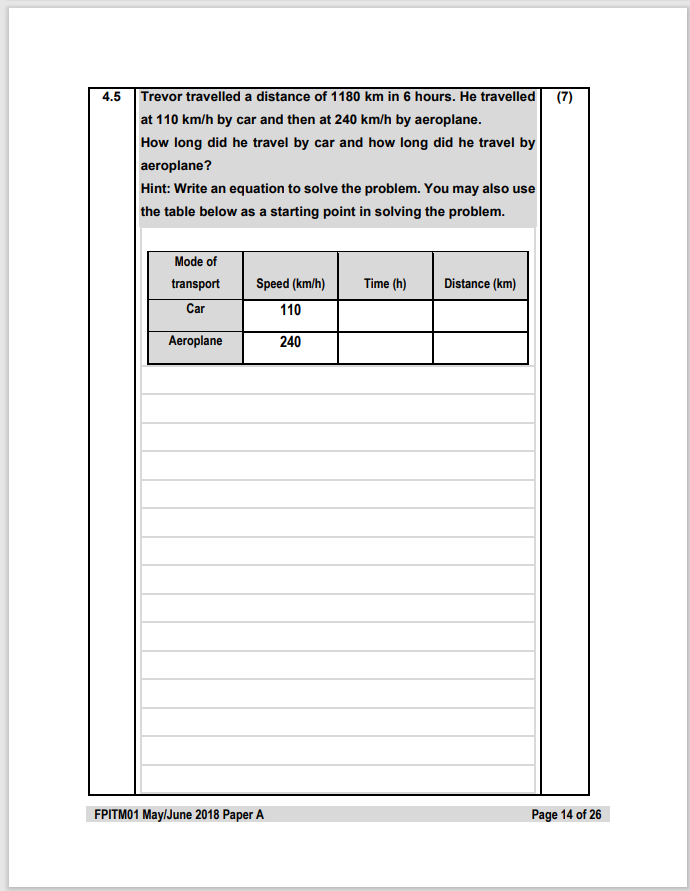 4.5 Trevor travelled a distance of 1180 km in 6 hours. He travelled (7)
at 110 km/h by car and then at 240 km/h by aeroplane.
How long did he travel by car and how long did he travel by
aeroplane?
Hint: Write an equation to solve the problem. You may also use
the table below as a starting point in solving the problem.
Mode of
transport Speed (km/h) Time (h) Distance (km)
Car 110
Aeroplane 240
FPITM01 May/June 2018 Paper A Page 14 of 26